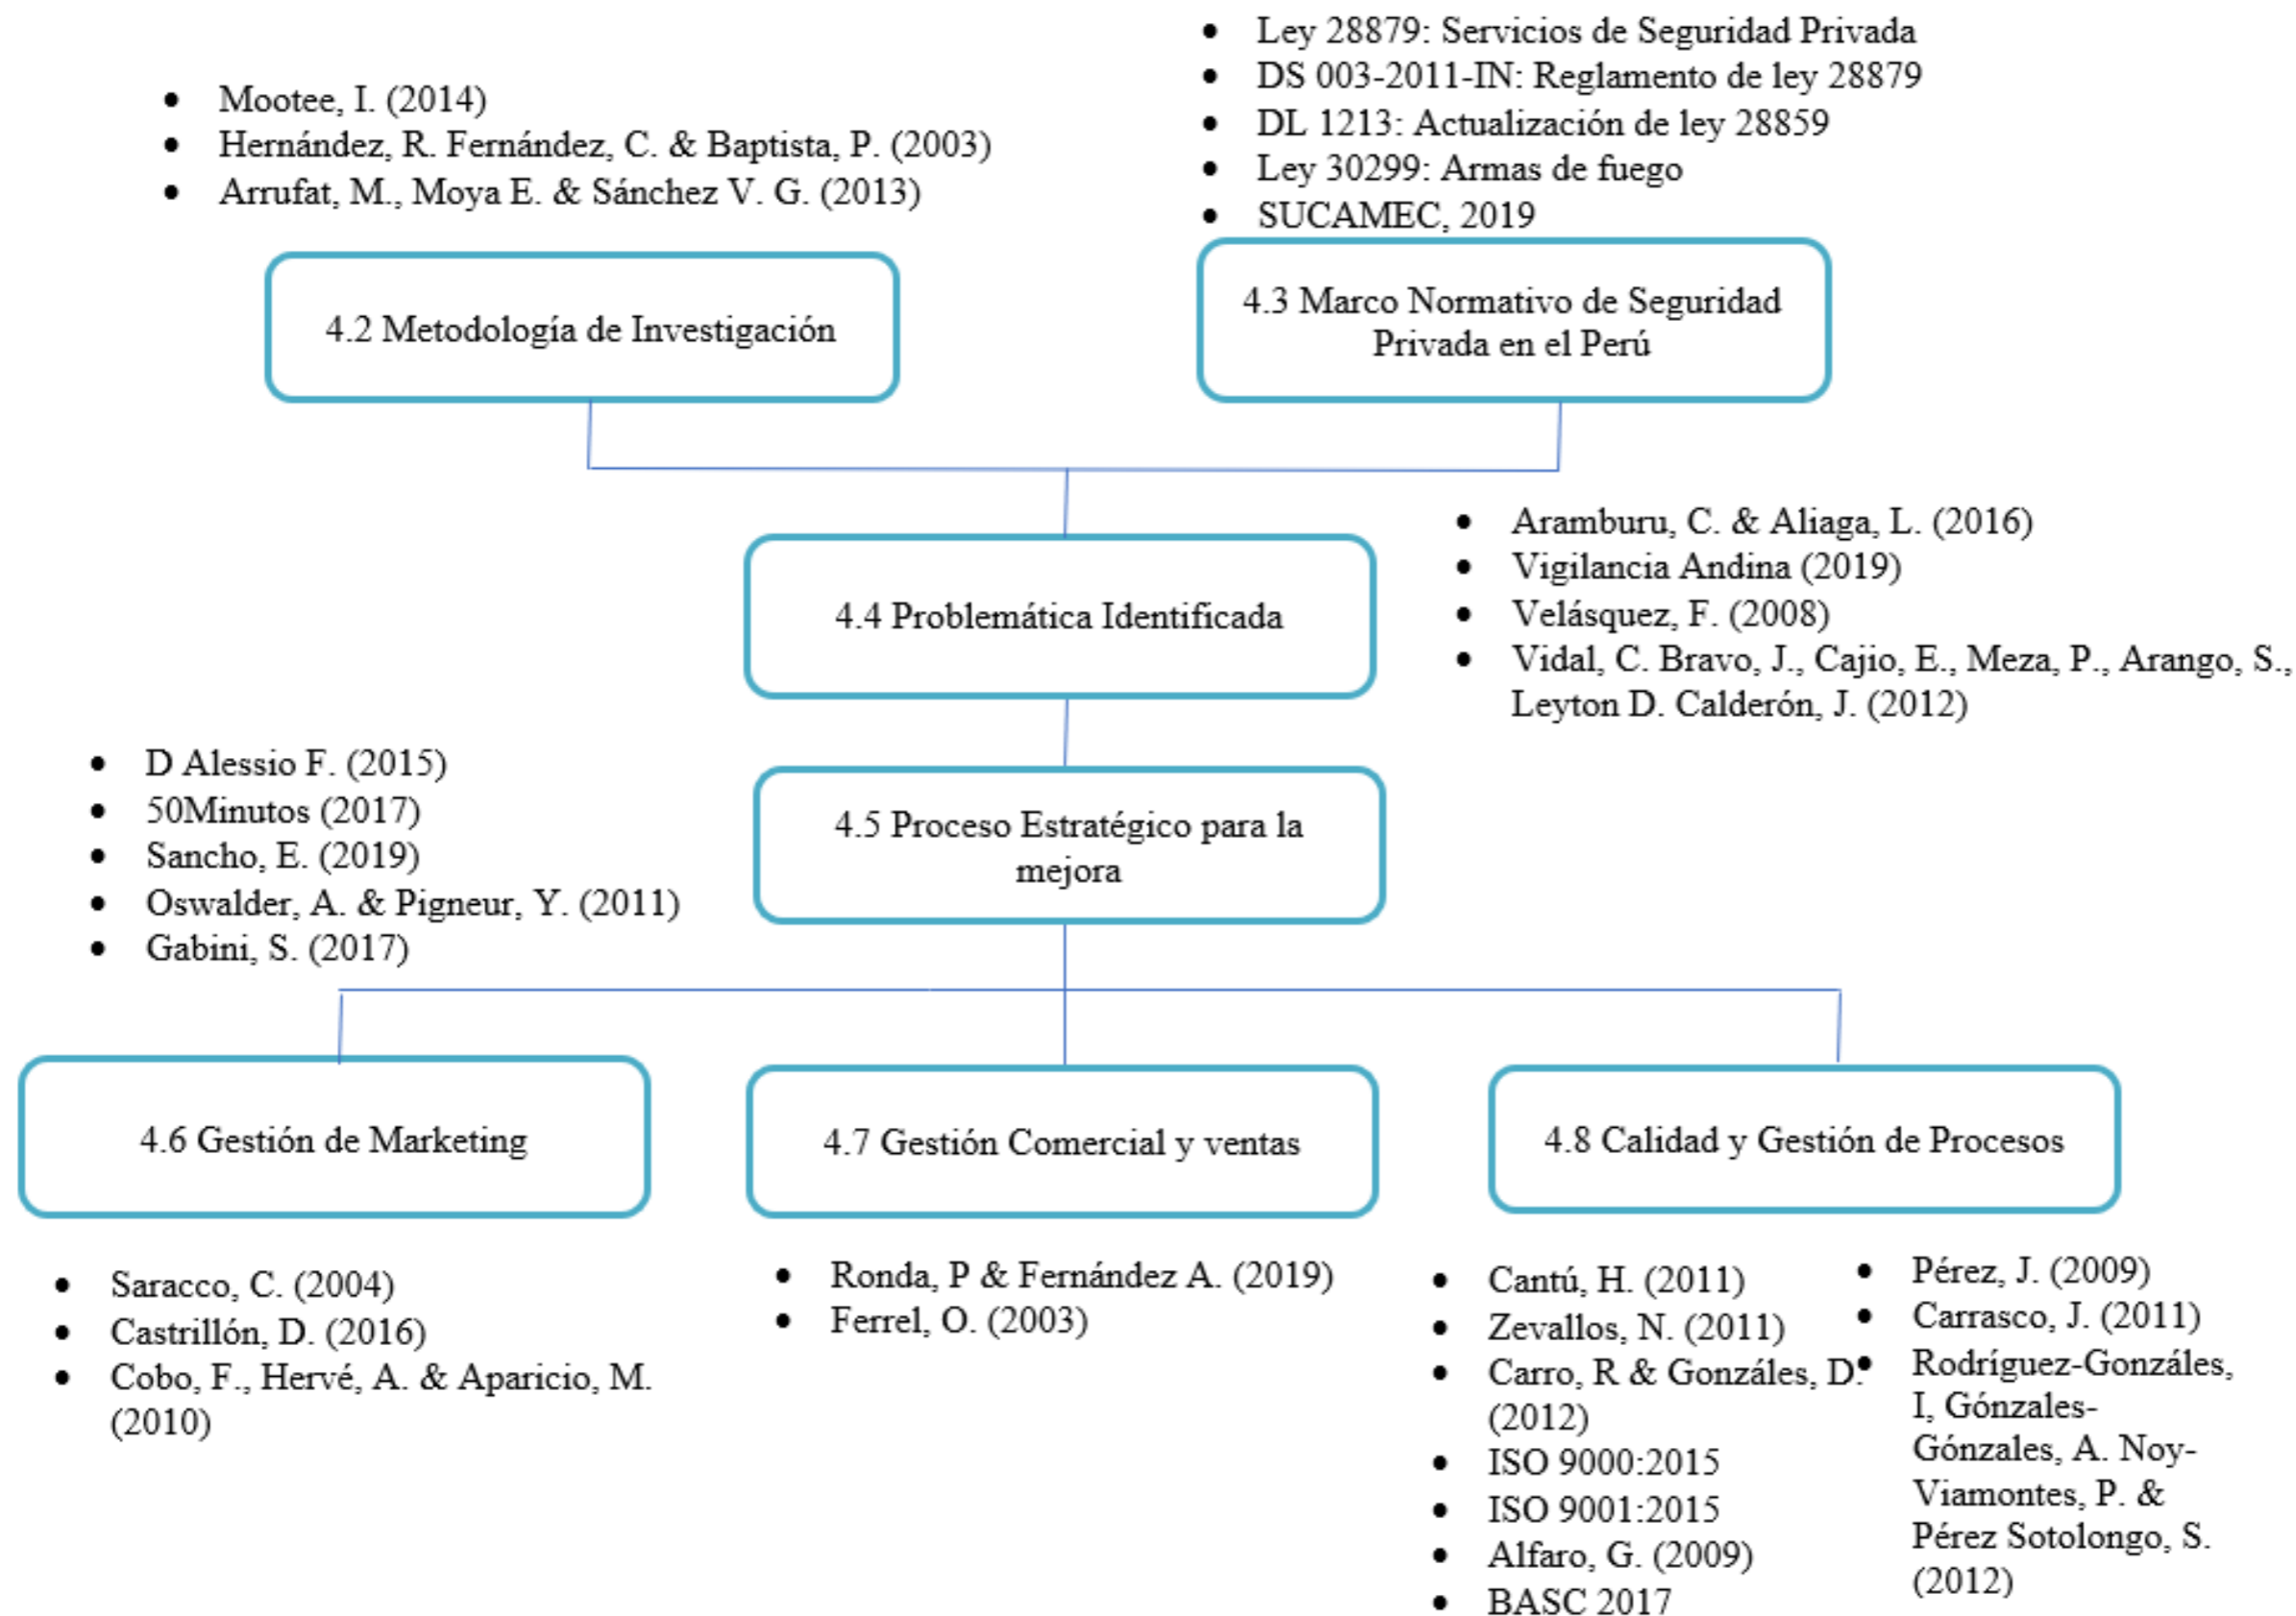 • Mootee, I. (2014)
• Hernández, R. Fernández, C. & Baptista, P. (2003)
• Arrufat, M., Moya E. & Sánchez V. G. (2013)
• Ley 28879: Servicios de Seguridad Privada
• DS 003-2011-IN: Reglamento de ley 28879
• DL 1213: Actualización de ley 28859
• Ley 30299: Armas de fuego
• SUCAMEC, 2019
4.2 Metodología de Investigación
4.3 Marco Normativo de Seguridad
Privada en el Perú
4.4 Problemática Identificada
• Aramburu, C. & Aliaga, L. (2016)
• Vigilancia Andina (2019)
• Velásquez, F. (2008)
• Vidal, C. Bravo, J., Cajio, E., Meza, P., Arango, S.,
Leyton D. Calderón, J. (2012)
• D Alessio F. (2015)
• 50Minutos (2017)
• Sancho, E. (2019)
• Oswalder, A. & Pigneur, Y. (2011)
• Gabini, S. (2017)
4.5 Proceso Estratégico para la
mejora
4.6 Gestión de Marketing
4.7 Gestión Comercial y ventas
4.8 Calidad y Gestión de Procesos
• Saracco, C. (2004)
• Castrillón, D. (2016)
• Cobo, F., Hervé, A. & Aparicio, M.
(2010)
• Ronda, P & Fernández A. (2019)
• Ferrel, O. (2003)
• Cantú, H. (2011)
• Zevallos, N. (2011)
• Carro, R & Gonzáles, D.
(2012)
• ISO 9000:2015
• ISO 9001:2015
• Alfaro, G. (2009)
• BASC 2017
• Pérez, J. (2009)
• Carrasco, J. (2011)
• Rodríguez-Gonzáles,
I, Gónzales-
Gónzales, A. Noy-
Viamontes, P. &
Pérez Sotolongo, S.
(2012)